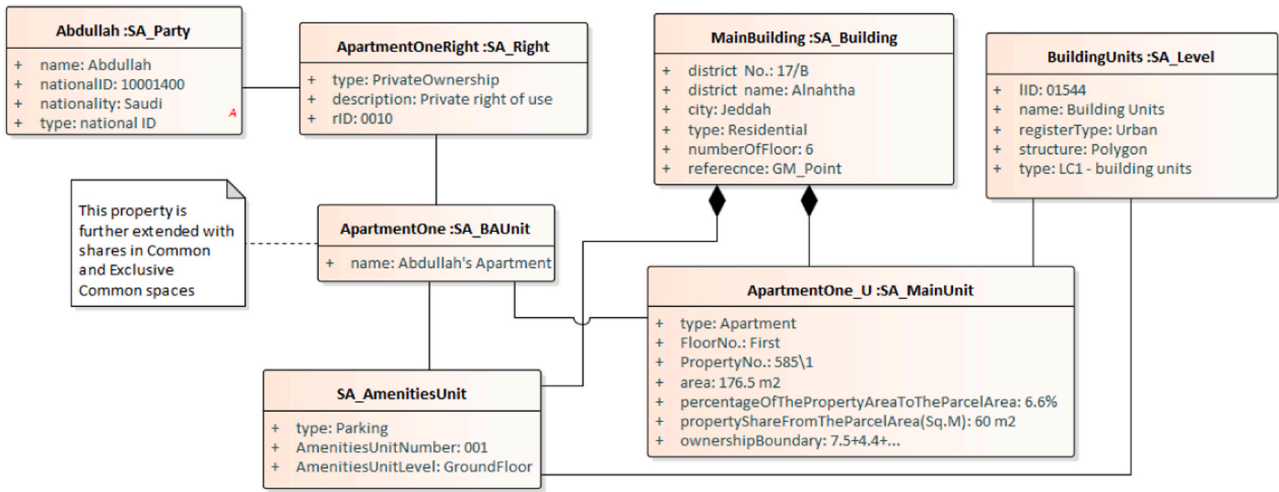 Abdullah :SA_Party
+ name: Abdullah
+ nationalID: 10001400
+ nationality: Saudi
+ type: national ID
A
ApartmentOneRight :SA_Right
+ type: PrivateOwnership
+ description: Private right of use
+ rID: 0010
MainBuilding :SA_Building
+ district No.: 17/B
+ district name: Alnahtha
+ city: Jeddah
+ type: Residential
+ numberOfFloor: 6
+ referecnce: GM_Point
BuildingUnits :SA_Level
+ lID: 01544
+ name: Building Units
+ registerType: Urban
+ structure: Polygon
+ type: LC1 - building units
This property is
further extended with
shares in Common
and Exclusive
Common spaces
ApartmentOne :SA_BAUnit
+ name: Abdullah's Apartment
ApartmentOne_U :SA_MainUnit
+ type: Apartment
+ FloorNo.: First
+ PropertyNo.: 585\1
+ area: 176.5 m2
+ percentageOfThePropertyAreaToTheParcelArea: 6.6%
+ propertyShareFromTheParcelArea(Sq.M): 60 m2
+ ownershipBoundary: 7.5+4.4+...
SA_AmenitiesUnit
+ type: Parking
+ AmenitiesUnitNumber: 001
+ AmenitiesUnitLevel: GroundFloor